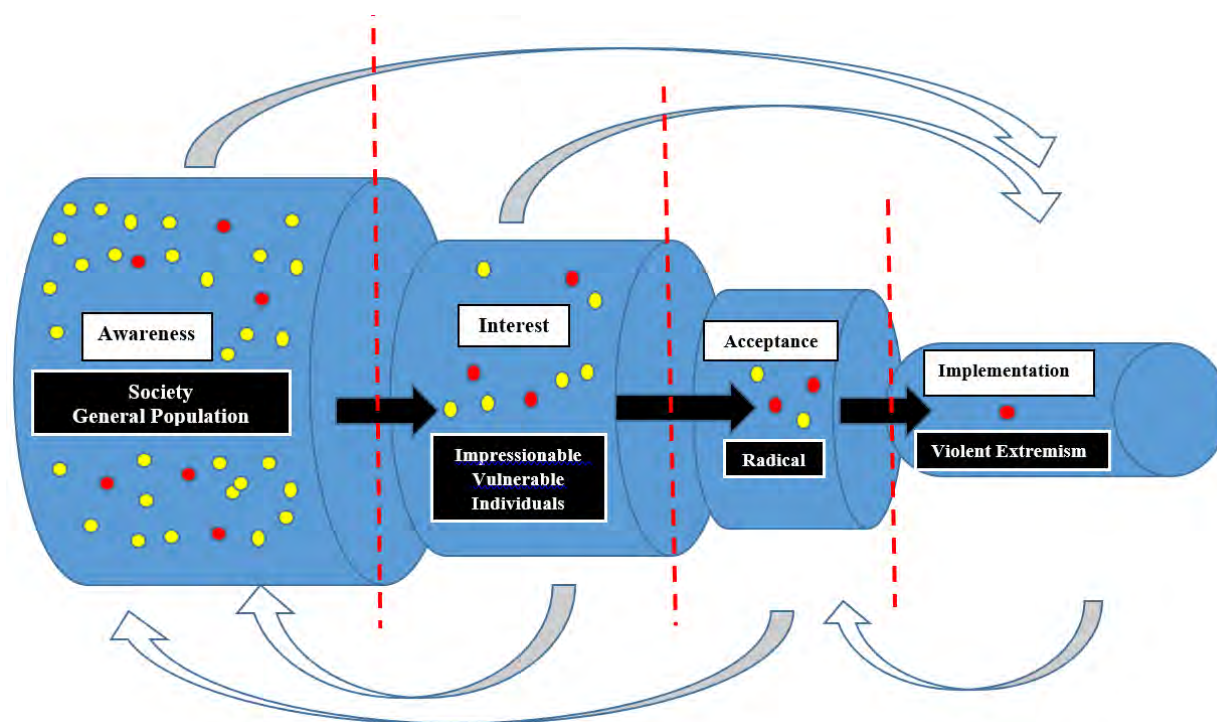 Awareness
Society
General Population
Interest
Impressionable
Vulnerable
Individuals
Acceptance
Radical
Implementation
Violent Extremism